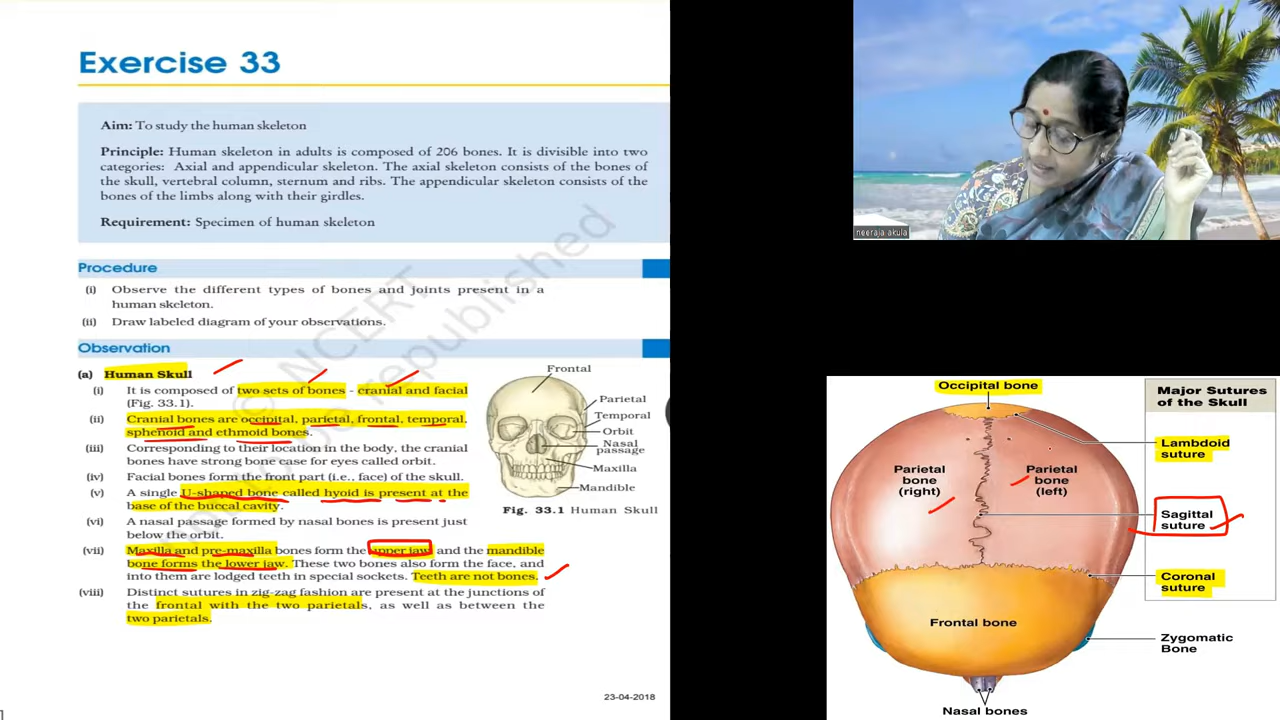 Exercise 33
Aim: To study the human skeleton
Principle: Human skeleton in adults is composed of 206 bones. It is divisible into two
categories: Axial and appendicular skeleton. The axial skeleton consists of the bones of
the skull, vertebral column, sternum and ribs. The appendicular skeleton consists of the
bones of the limbs along with their girdles.
Requirement: Specimen of human skeleton
Procedure
(i) Observe the different types of bones and joints present in a
human skeleton.
(ii) Draw labeled diagram of your observations.
Observation
(a) Human Skull
(i) It is composed of two sets of bones - cranial and facial
(Fig. 33.1).
(ii) Cranial bones are occipital, parietal, frontal, temporal,
sphenoid and ethmoid bones.
(iii) Corresponding to their location in the body, the cranial
bones have strong bone case for eyes called orbit.
(iv) Facial bones form the front part (i.e., face) of the skull.
(v) A single U-shaped bone called hyoid is present at the
base of the buccal cavity.
(vi) A nasal passage formed by nasal bones is present just
below the orbit.
(vii) Maxilla and pre-maxilla bones form the upper jaw and the mandible
bone forms the lower jaw. These two bones also form the face, and
into them are lodged teeth in special sockets. Teeth are not bones.
(viii) Distinct sutures in zig-zag fashion are present at the junctions of
the frontal with the two parietals, as well as between the
two parietals.
Frontal
Parietal
Temporal
Orbit
Nasal
passage
Maxilla
Mandible
Fig. 33.1 Human Skull
© NCERT
not to be republished
23-04-2018
neeraja akula
Occipital bone
Major Sutures
of the Skull
Lambdoid
suture
Parietal
bone
(right)
Parietal
bone
(left)
Sagittal
suture
Coronal
suture
Frontal bone
Zygomatic
Bone
Nasal bones